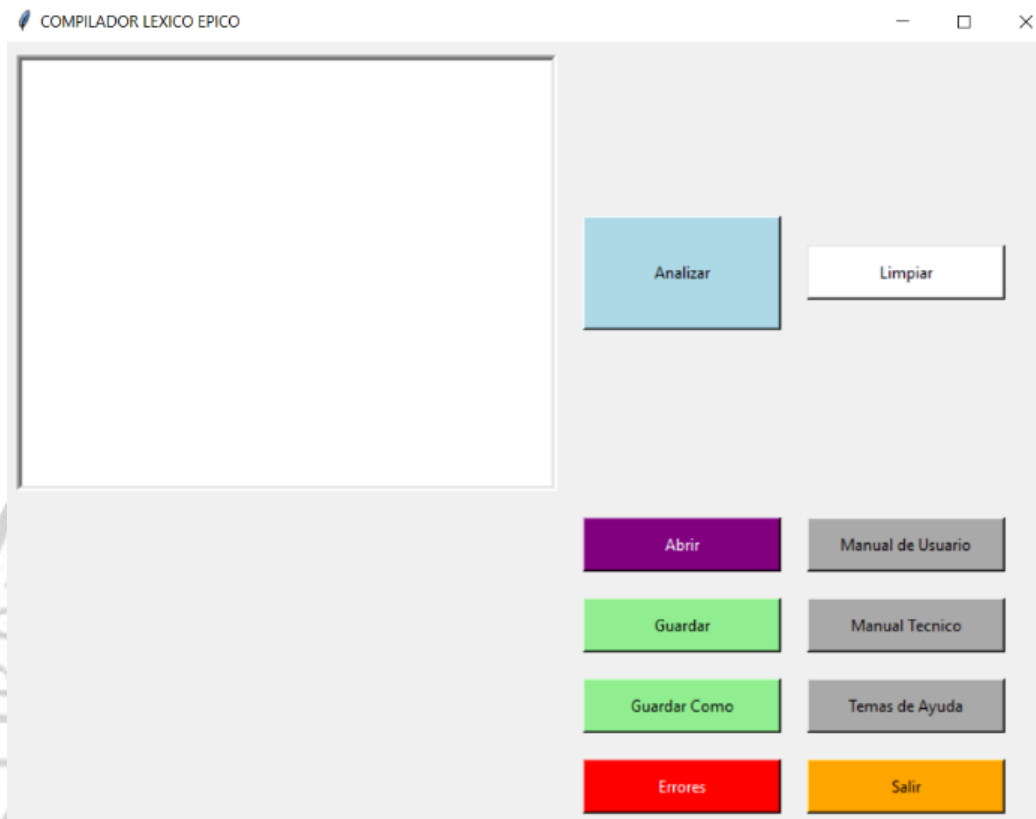 COMPILADOR LEXICO EPICO
Analizar
Limpiar
Abrir
Manual de Usuario
Guardar
Manual Tecnico
Guardar Como
Temas de Ayuda
Errores
Salir